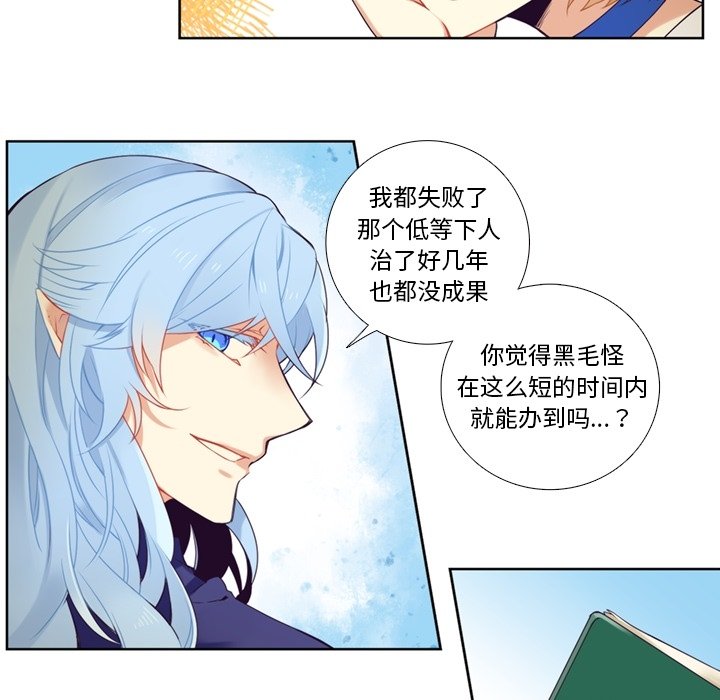 我都失败了
那个低等下人
治了好几年
也都没成果
你觉得黑毛怪
在这么短的时间内
就能办到吗...？